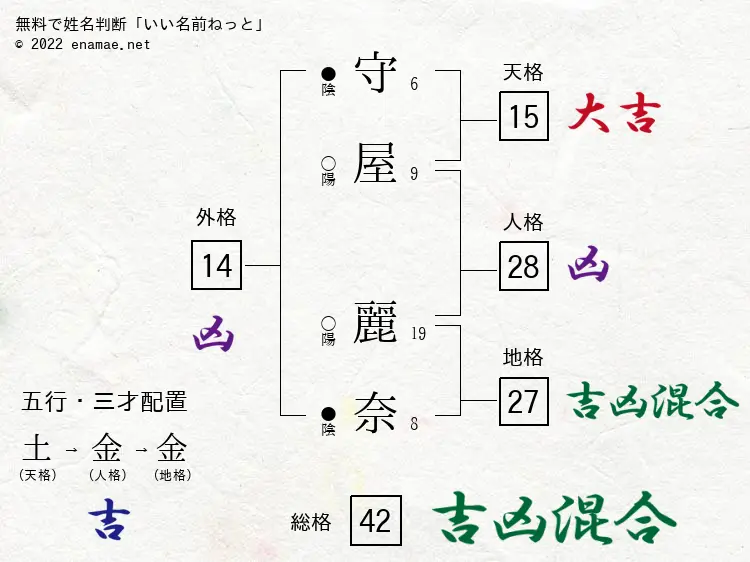 無料で姓名判断「いい名前ねっと」
© 2022 enamae.net
守 6
●陰
屋 9
○陽
麗 19
○陽
奈 8
●陰
天格
15 大吉
人格
28 凶
地格
27 吉凶混合
外格
14
凶
五行・三才配置
土→金→金
(天格) (人格) (地格)
吉
総格 42 吉凶混合